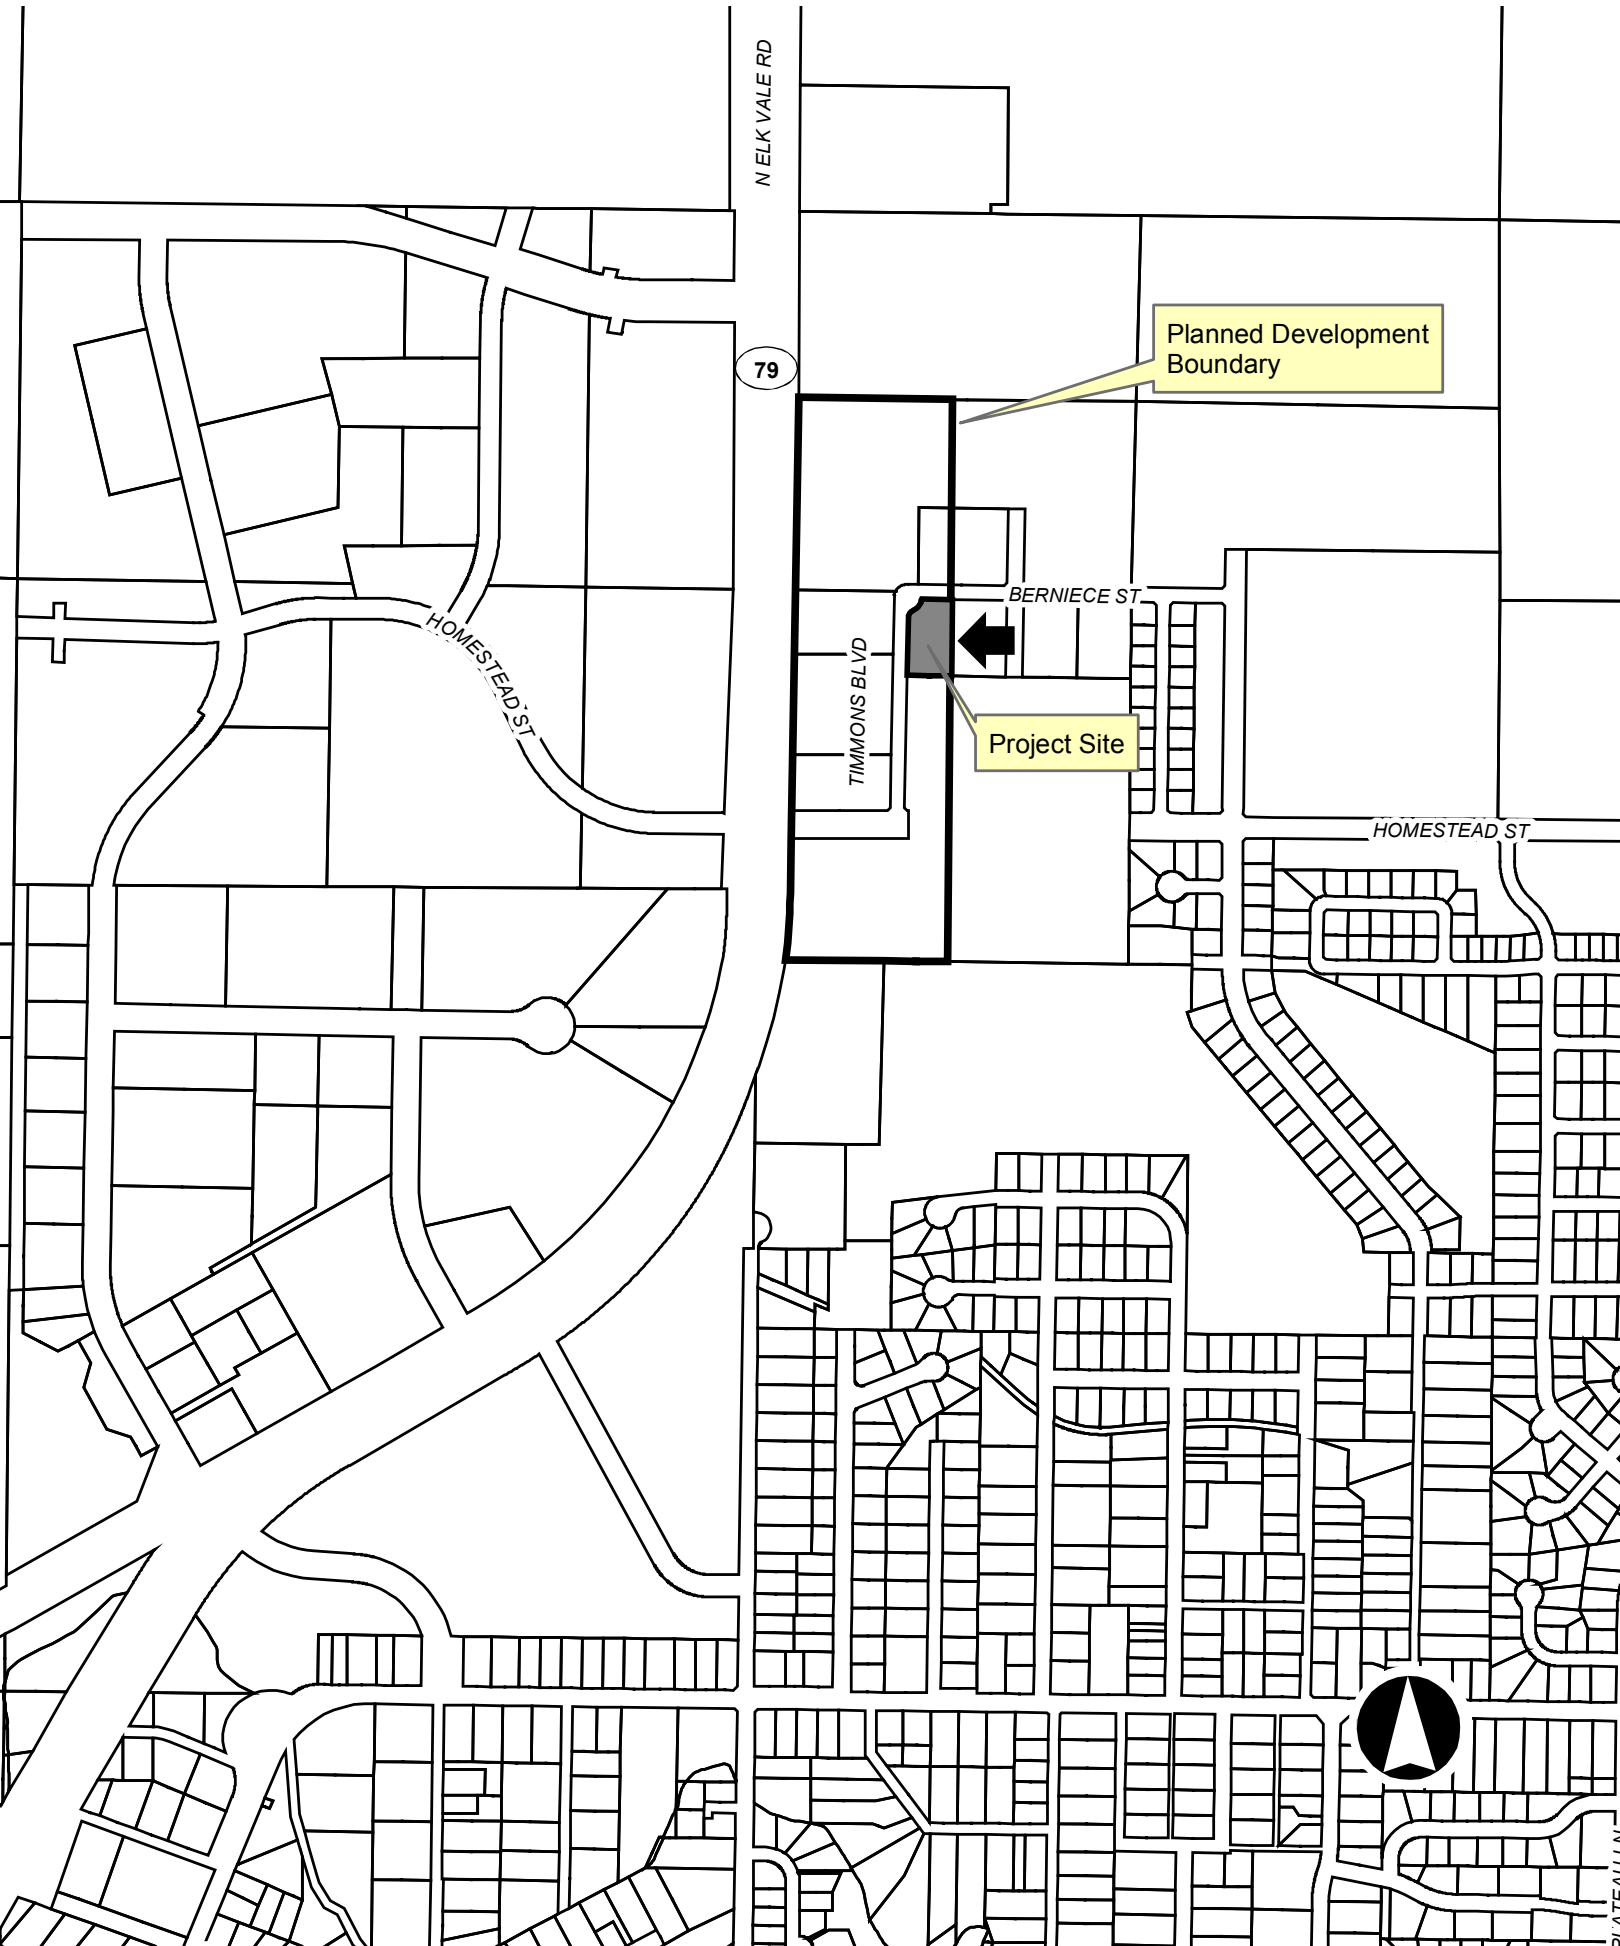 N ELK VALE RD
Planned Development
Boundary
79
BERNIECE ST
HOMESTEAD ST
TIMMONS BLVD
Project Site
HOMESTEAD ST